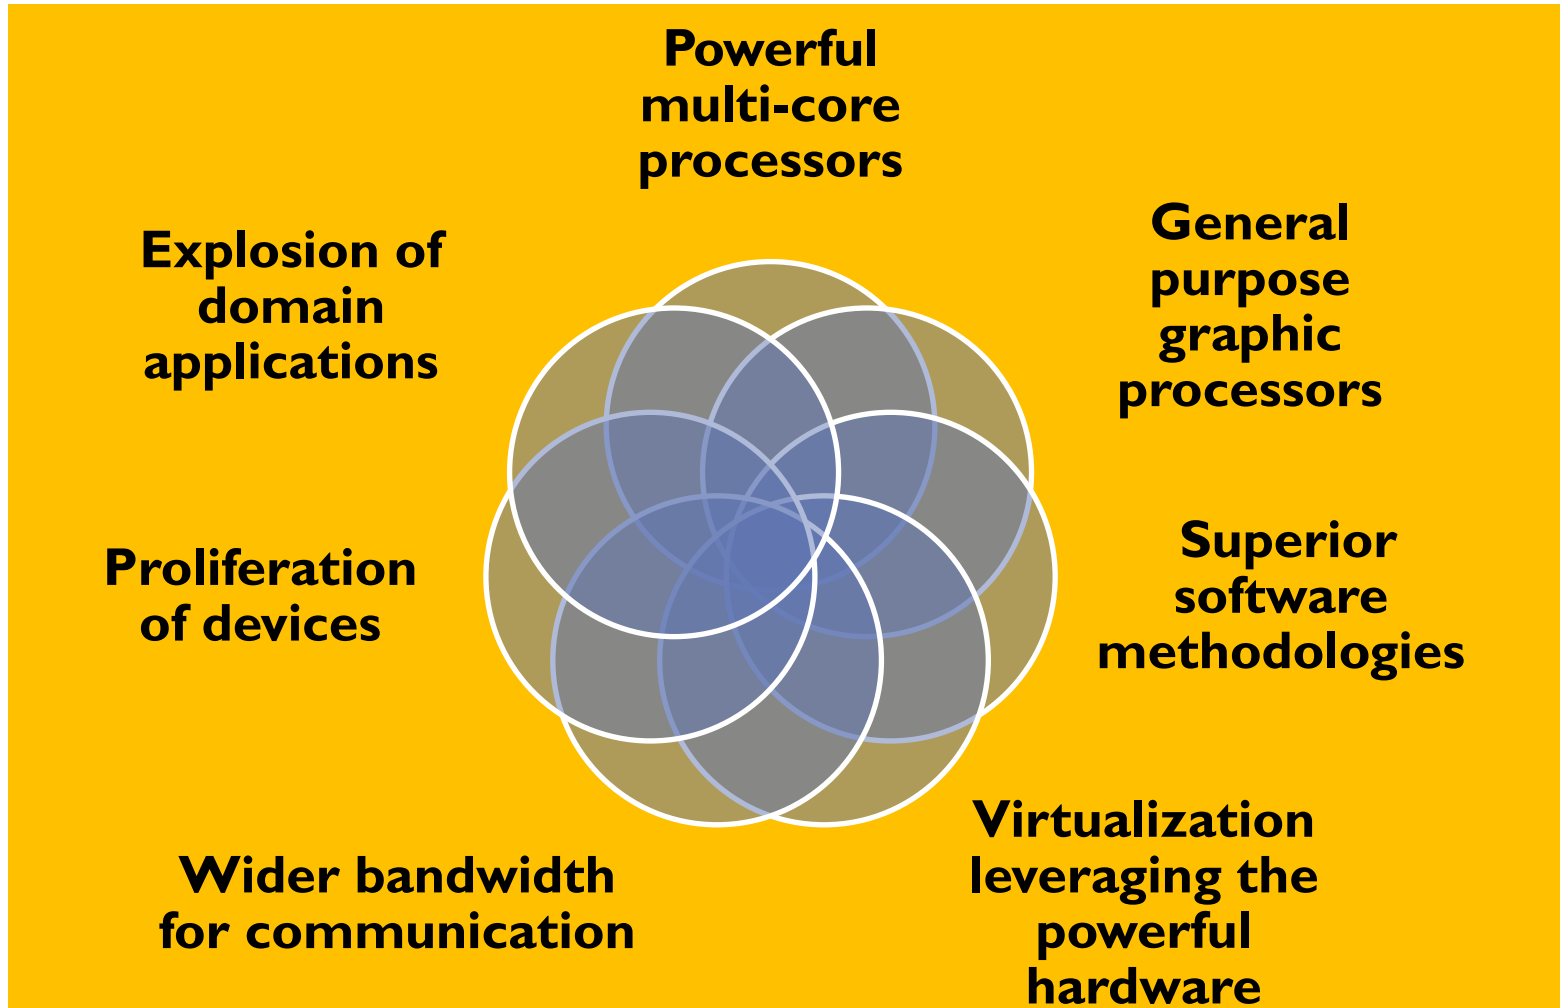 Powerful
multi-core
processors
General
purpose
graphic
processors
Superior
software
methodologies
Virtualization
leveraging the
powerful
hardware
Wider bandwidth
for communication
Proliferation
of devices
Explosion of
domain
applications